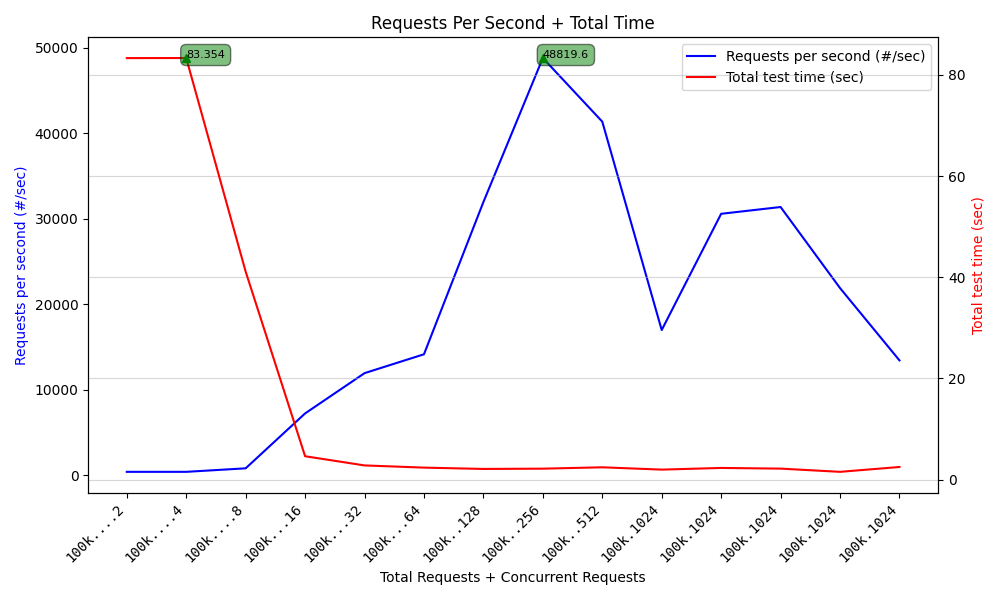 Requests Per Second + Total Time
83.354
48819.6
Requests per second (#/sec)
Total test time (sec)
50000
40000
30000
20000
10000
0
Requests per second (#/sec)
80
60
40
20
0
Total test time (sec)
100k....2
100k....4
100k....8
100k...16
100k...32
100k...64
100k..128
100k..256
100k..512
100k.1024
100k.1024
100k.1024
100k.1024
100k.1024
Total Requests + Concurrent Requests